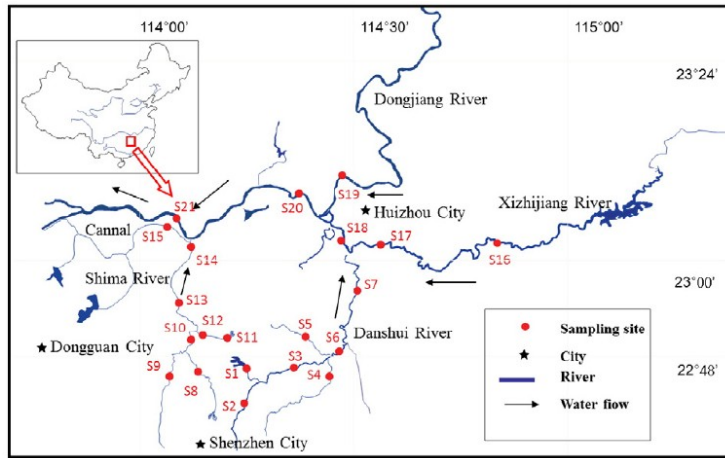 114°00'
114°30'
115°00'
23°24'
Dongjiang River
S19
S21
S20
Huizhou City
Xizhijiang River
Cannal
S15
S18
S17
S16
S14
Shima River
23°00'
S13
S7
S12
S10
S11
S5
S6
Danshui River
Sampling site
Dongguan City
City
S9
S8
S1
S3
S4
22°48'
River
S2
Water fiow
Shenzhen City